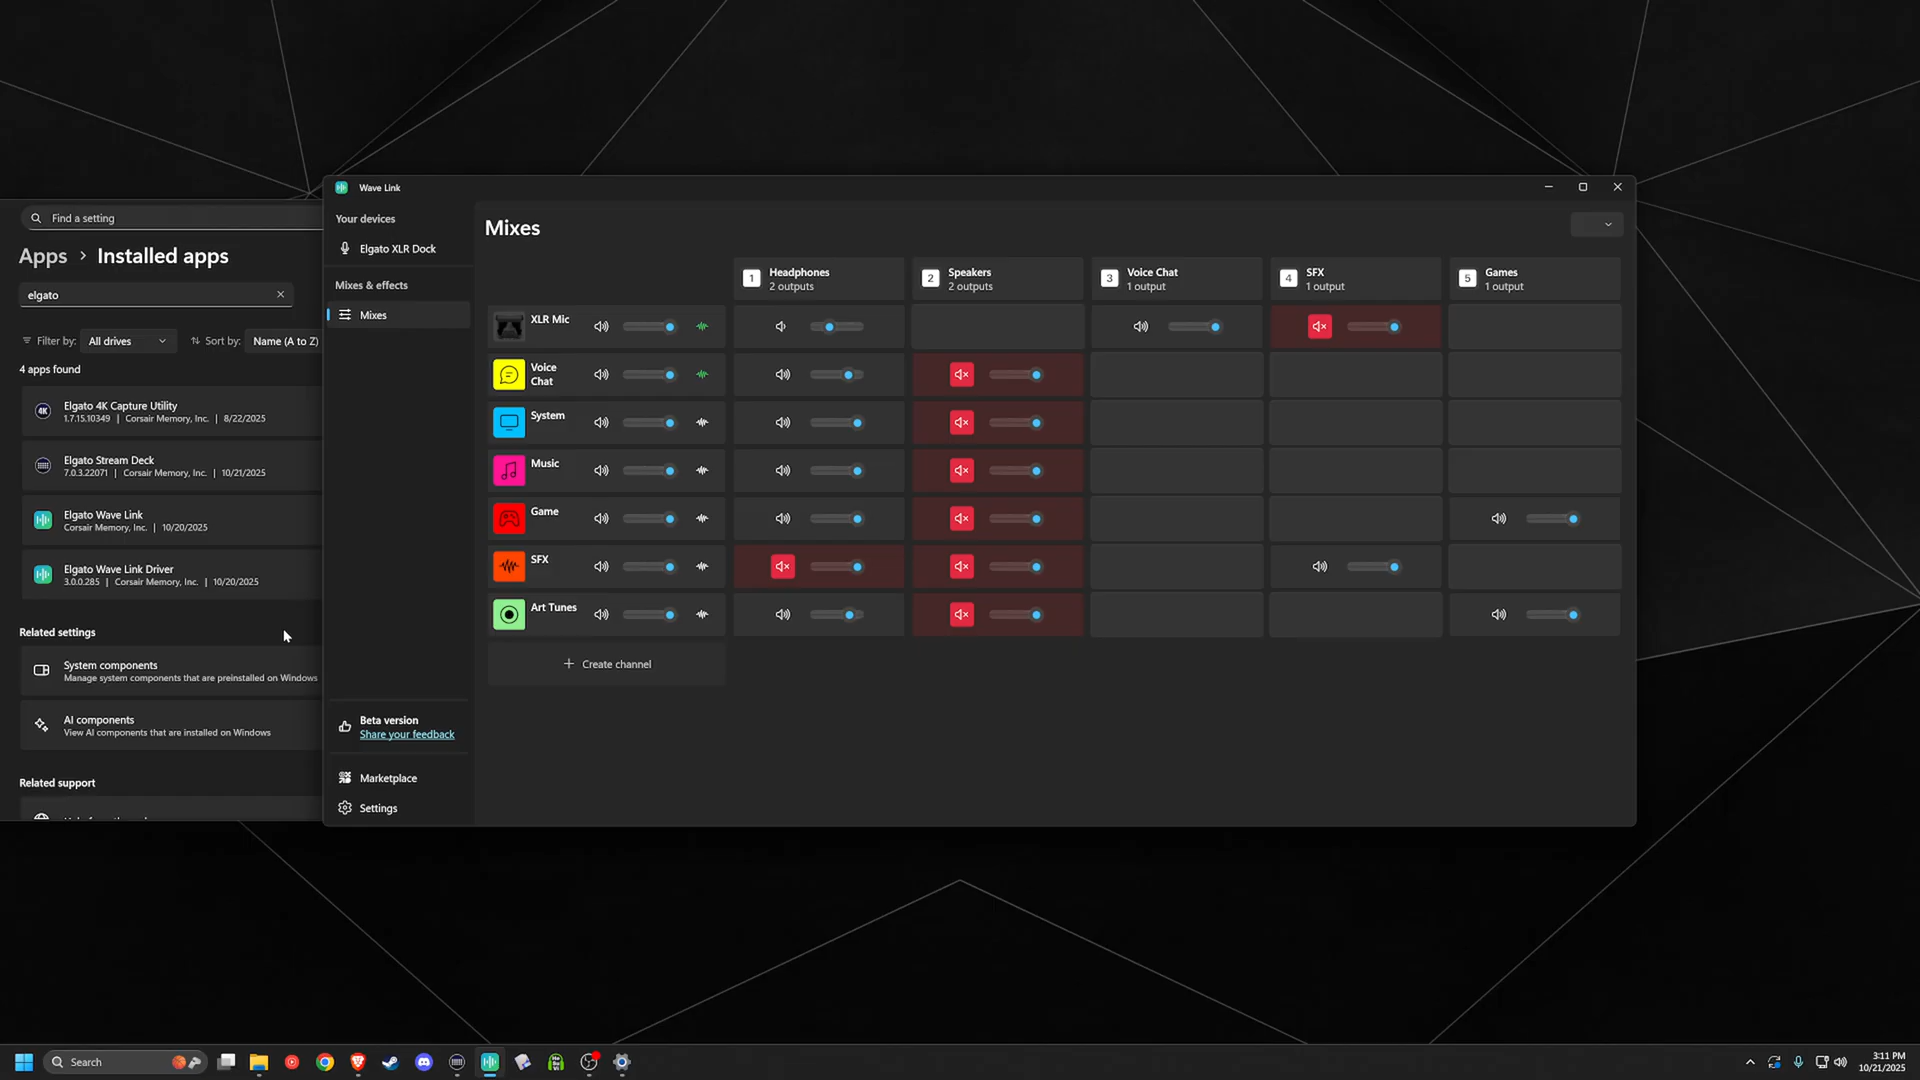 Find a setting
Apps > Installed apps
elgato
Filter by: All drives
Sort by: Name (A to Z)
4 apps found
4K
Elgato 4K Capture Utility
1.7.15.10349 | Corsair Memory, Inc. | 8/22/2025
Elgato Stream Deck
7.0.3.22071 | Corsair Memory, Inc. | 10/21/2025
Elgato Wave Link
Corsair Memory, Inc. | 10/20/2025
Elgato Wave Link Driver
3.0.0.285 | Corsair Memory, Inc. | 10/20/2025
Related settings
System components
Manage system components that are preinstalled on Windows
AI components
View AI components that are installed on Windows
Related support
Wave Link
Your devices
Elgato XLR Dock
Mixes & effects
Mixes
Beta version
Share your feedback
Marketplace
Settings
Mixes
1 Headphones
2 outputs
2 Speakers
2 outputs
3 Voice Chat
1 output
4 SFX
1 output
5 Games
1 output
XLR Mic
Voice
Chat
System
Music
Game
SFX
Art Tunes
+ Create channel
Search
3:11 PM
10/21/2025